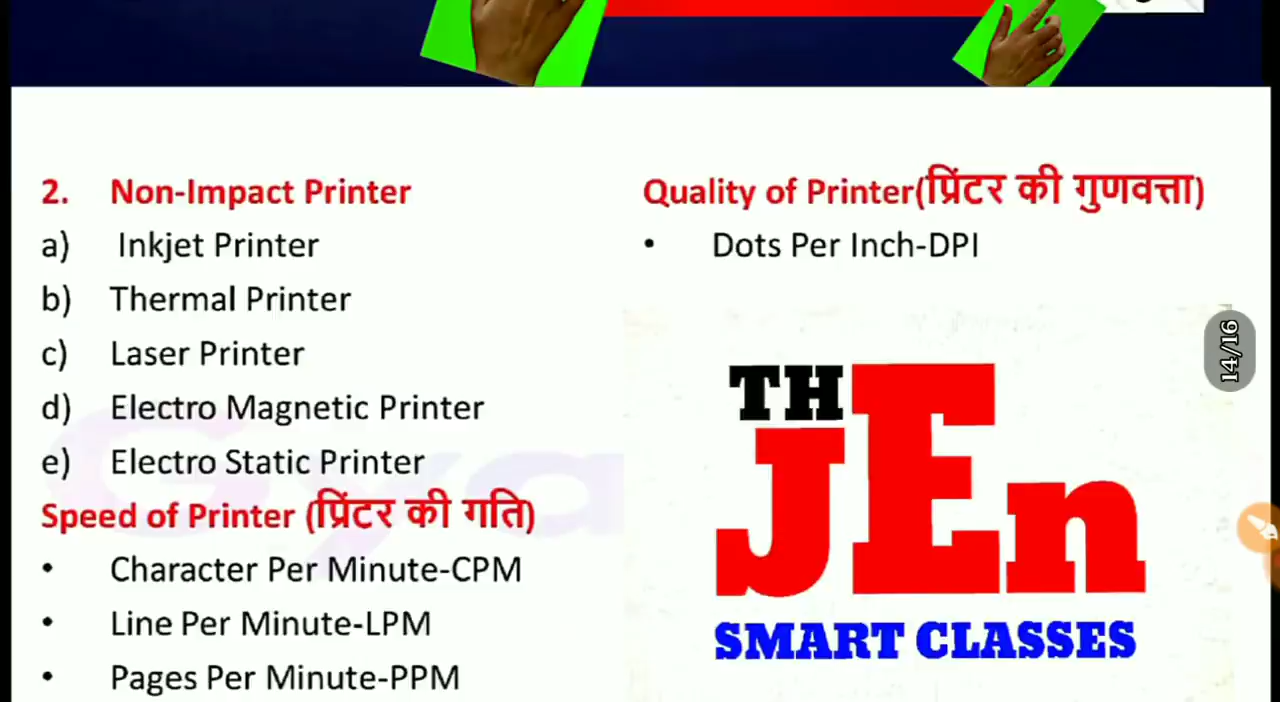 2. Non-Impact Printer
a) Inkjet Printer
b) Thermal Printer
c) Laser Printer
d) Electro Magnetic Printer
e) Electro Static Printer
Speed of Printer (प्रिंटर की गति)
• Character Per Minute-CPM
• Line Per Minute-LPM
• Pages Per Minute-PPM
Quality of Printer(प्रिंटर की गुणवत्ता)
• Dots Per Inch-DPI
TH
JEn
SMART CLASSES
14/16